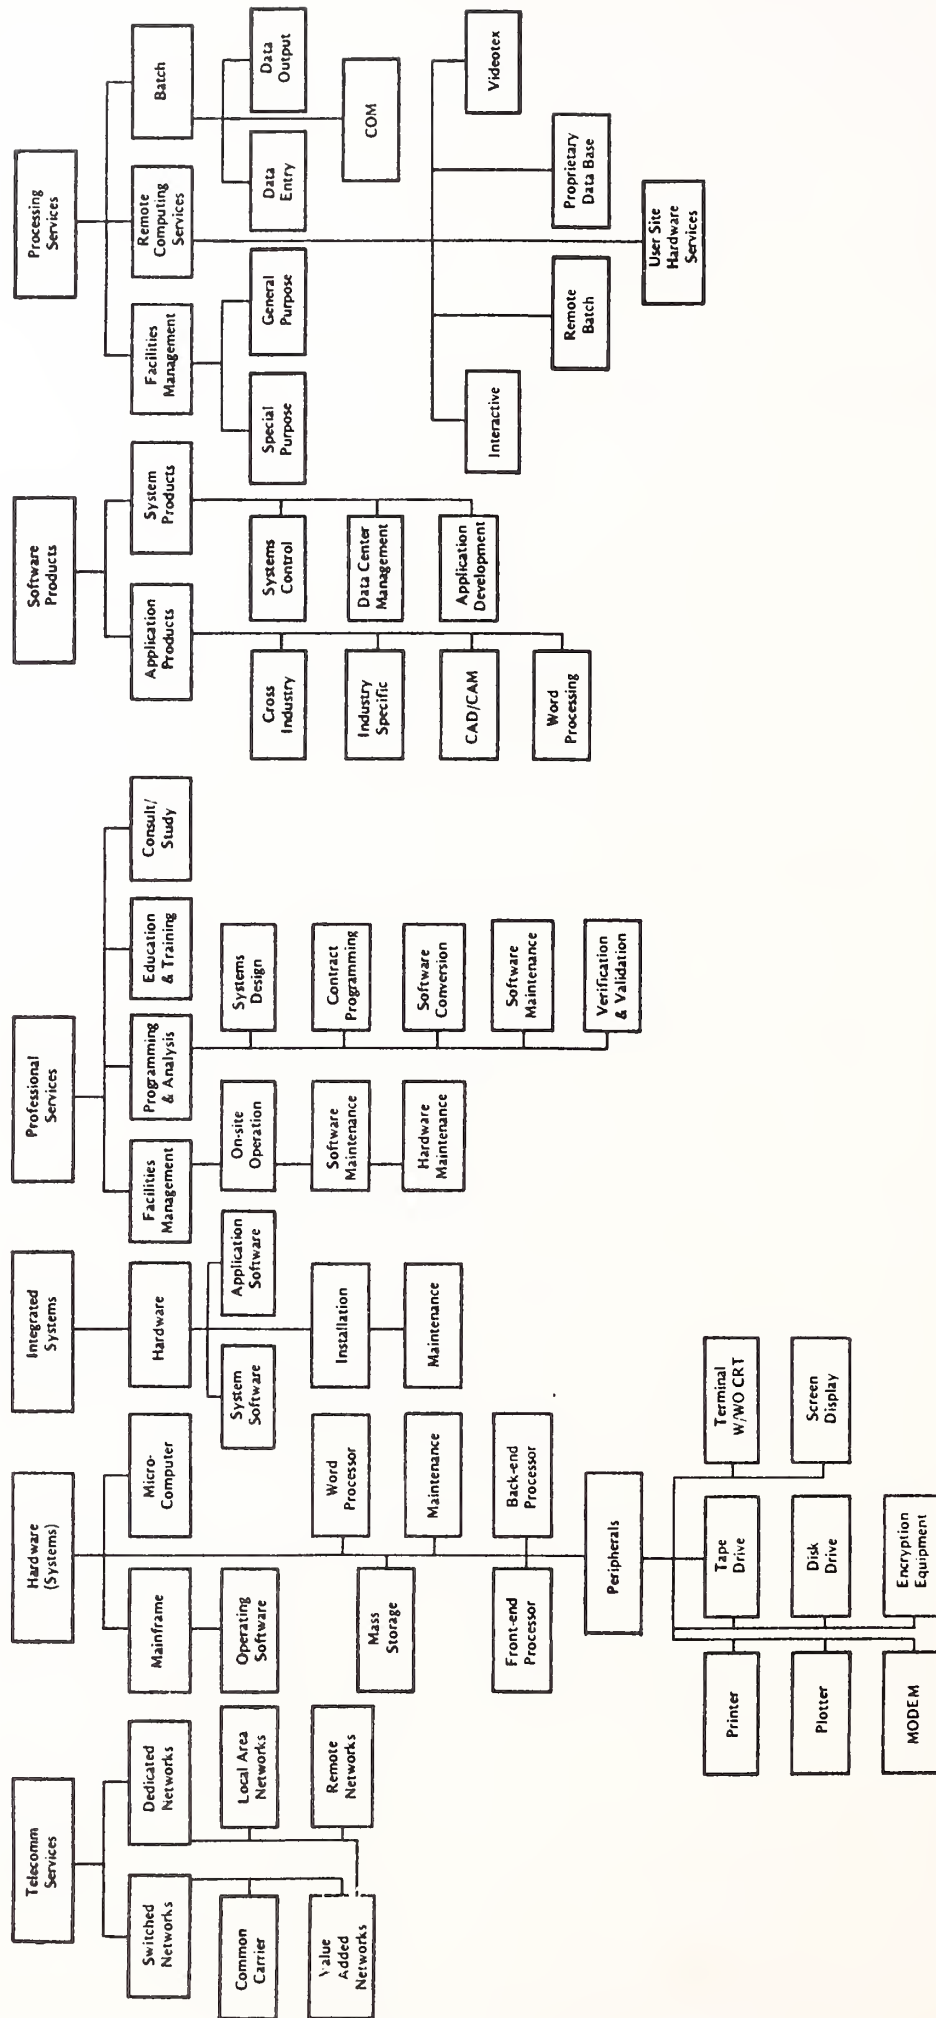 Telecomm
Services
Switched
Networks
Dedicated
Networks
Common
Carrier
Local Area
Networks
Value
Added
Networks
Remote
Networks
Hardware
(Systems)
Mainframe
Micro-
Computer
Operating
Software
Word
Processor
Mass
Storage
Maintenance
Front-end
Processor
Back-end
Processor
Peripherals
Printer
Tape
Drive
Terminal
W/WO CRT
Plotter
Disk
Drive
Screen
Display
MODEM
Encryption
Equipment
Integrated
Systems
Hardware
System
Software
Application
Software
Installation
Maintenance
Professional
Services
Facilities
Management
Programming
& Analysis
Education
& Training
Consult/
Study
On-site
Operation
Software
Maintenance
Hardware
Maintenance
Systems
Design
Contract
Programming
Software
Conversion
Software
Maintenance
Verification
& Validation
Software
Products
Application
Products
System
Products
Cross
Industry
Industry
Specific
CAD/CAM
Word
Processing
Systems
Control
Data Center
Management
Application
Development
Processing
Services
Facilities
Management
Remote
Computing
Services
Batch
Special
Purpose
General
Purpose
Data
Entry
Data
Output
COM
Interactive
Remote
Batch
Proprietary
Data Base
Videotex
User Site
Hardware
Services